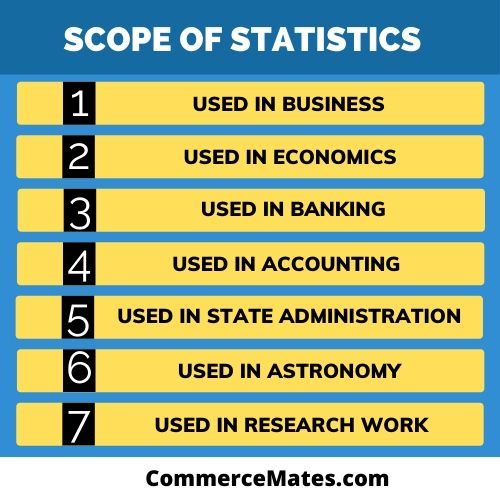 SCOPE OF STATISTICS
1 USED IN BUSINESS
2 USED IN ECONOMICS
3 USED IN BANKING
4 USED IN ACCOUNTING
5 USED IN STATE ADMINISTRATION
6 USED IN ASTRONOMY
7 USED IN RESEARCH WORK
CommerceMates.com